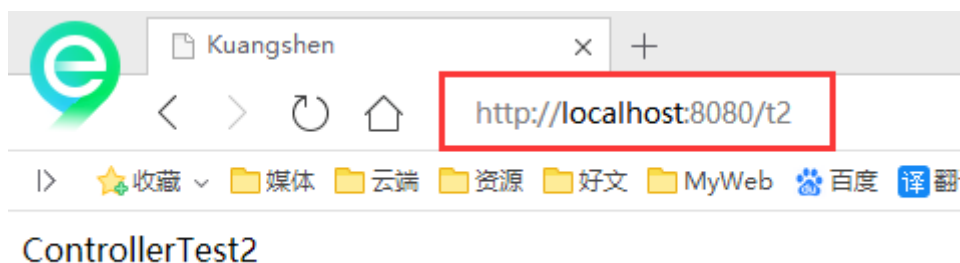 Kuangshen
http://localhost:8080/t2
收藏 媒体 云端 资源 好文 MyWeb 百度 译
ControllerTest2